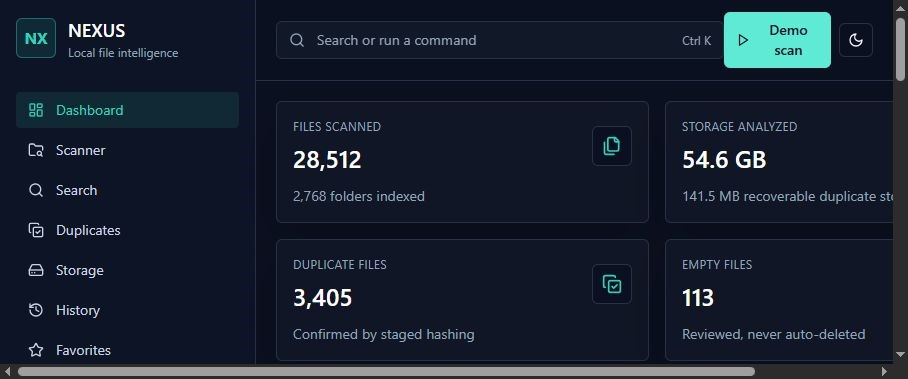 NX
NEXUS
Local file intelligence
Dashboard
Scanner
Search
Duplicates
Storage
History
Favorites
Search or run a command
Ctrl K
Demo
scan
FILES SCANNED
28,512
2,768 folders indexed
STORAGE ANALYZED
54.6 GB
141.5 MB recoverable duplicate
DUPLICATE FILES
3,405
Confirmed by staged hashing
EMPTY FILES
113
Reviewed, never auto-deleted